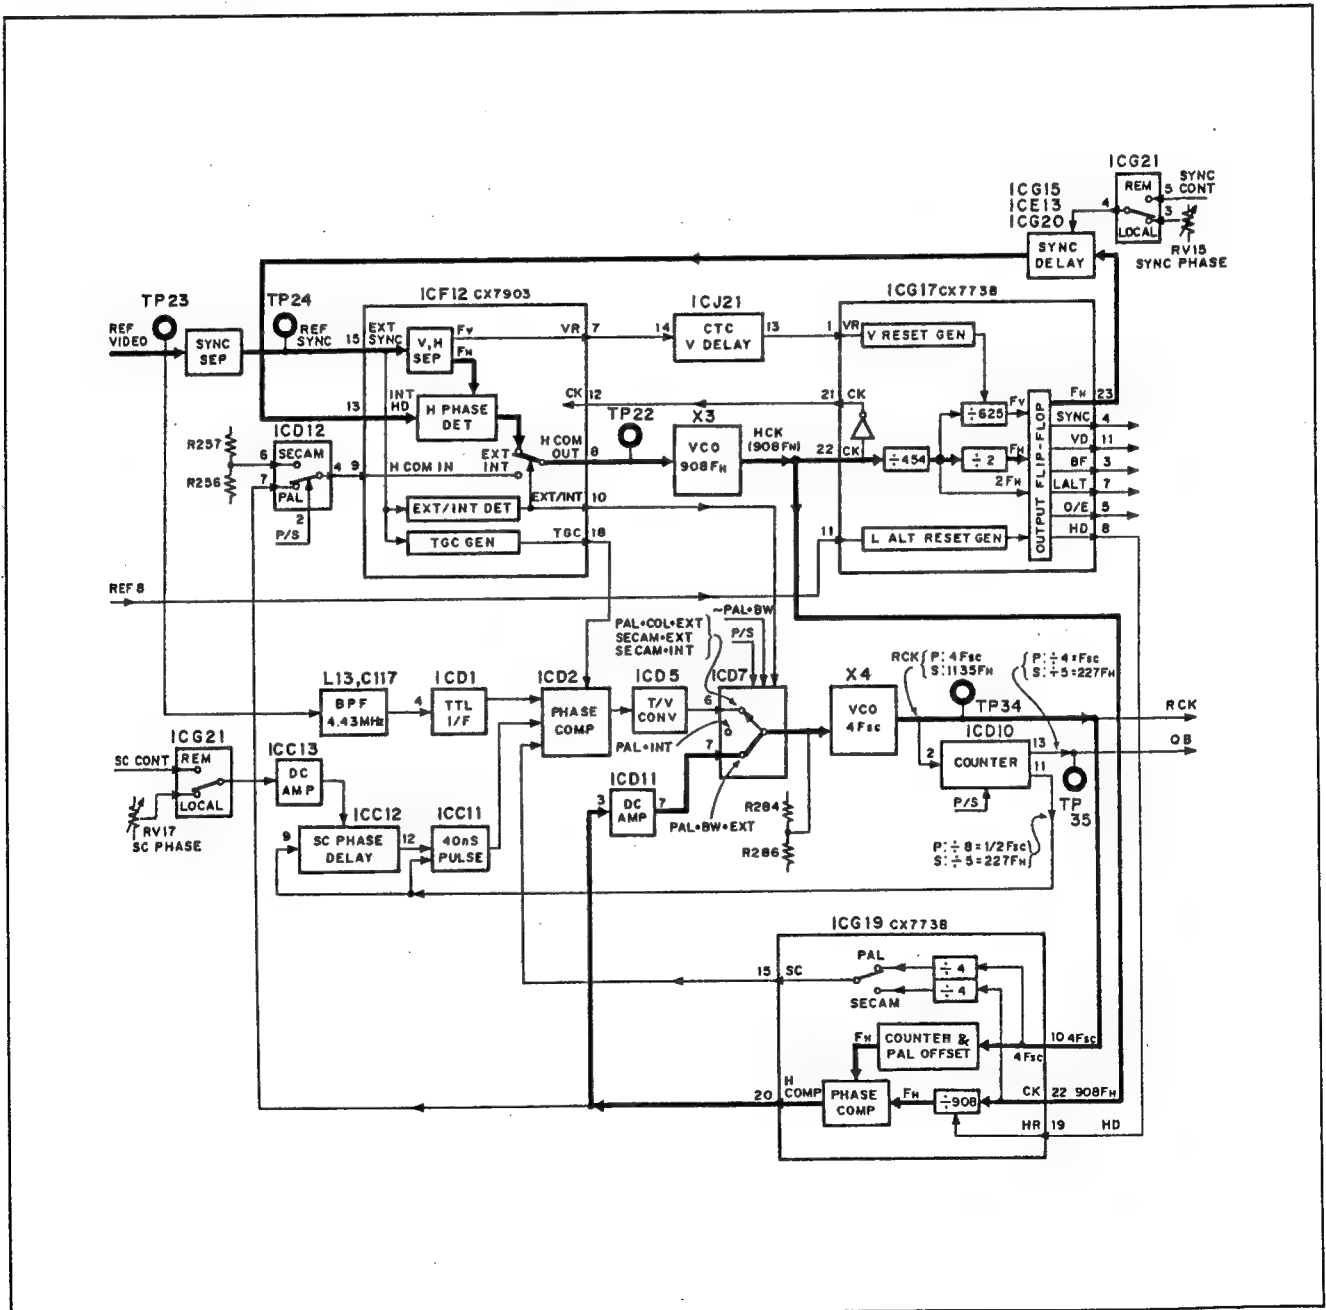 ICG21
REM
5
SYNC
CONT
4
3
LOCAL
RV15
SYNC PHASE
ICG15
ICE13
ICG20
SYNC
DELAY
TP23
TP24
ICF12 CX7903
ICJ21
ICG17 CX773B
REF
VIDEO
SYNC
SEP
REF
SYNC
15
EXT
SYNC
V,H
SEP
FV
FH
VR
7
14
CTC
V DELAY
13
1
VR
V RESET GEN
13
INT
HD
H PHASE
DET
CK
12
21
CK
TP22
X3
÷625
FV
FH
23
SYNC
4
VD
11
BF
3
LALT
7
O/E
5
HD
8
ICD12
R257
R256
6
SECAM
4
9
H COM IN
7
PAL
2
P/S
EXT
INT
H COM
OUT
8
VCO
908FH
HCK
(908FH)
22
CK
÷454
÷2
FH
2FH
OUTPUT FLIP-FLOP
EXT/INT DET
EXT/INT
10
TGC GEN
TGC
18
11
L ALT RESET GEN
REF 8
PAL•COL•EXT
SECAM•EXT
SECAM•INT
~PAL•BW
P/S
RCK
P: 4Fsc
S: 1135FH
P: ÷4=Fsc
S: ÷5=227FH
L13,C117
BPF
4.43MHz
4
ICD1
TTL
I/F
ICD2
PHASE
COMP
ICD5
T/V
CONV
6
ICD7
PAL•INT
7
X4
VCO
4Fsc
TP34
RCK
ICD10
2
COUNTER
13
11
QB
P/S
TP
35
ICG21
SC CONT
REM
LOCAL
RV17
SC PHASE
ICC13
DC
AMP
ICC12
9
SC PHASE
DELAY
12
ICC11
40nS
PULSE
ICD11
3
DC
AMP
7
PAL•BW•EXT
R284
R286
P: ÷8=1/2Fsc
S: ÷5=227FH
ICG19 CX773B
15
SC
PAL
SECAM
÷4
÷4
FH
COUNTER &
PAL OFFSET
10 4Fsc
4Fsc
20
H
COMP
PHASE
COMP
FH
÷908
CK
22
908FH
HR
19
HD